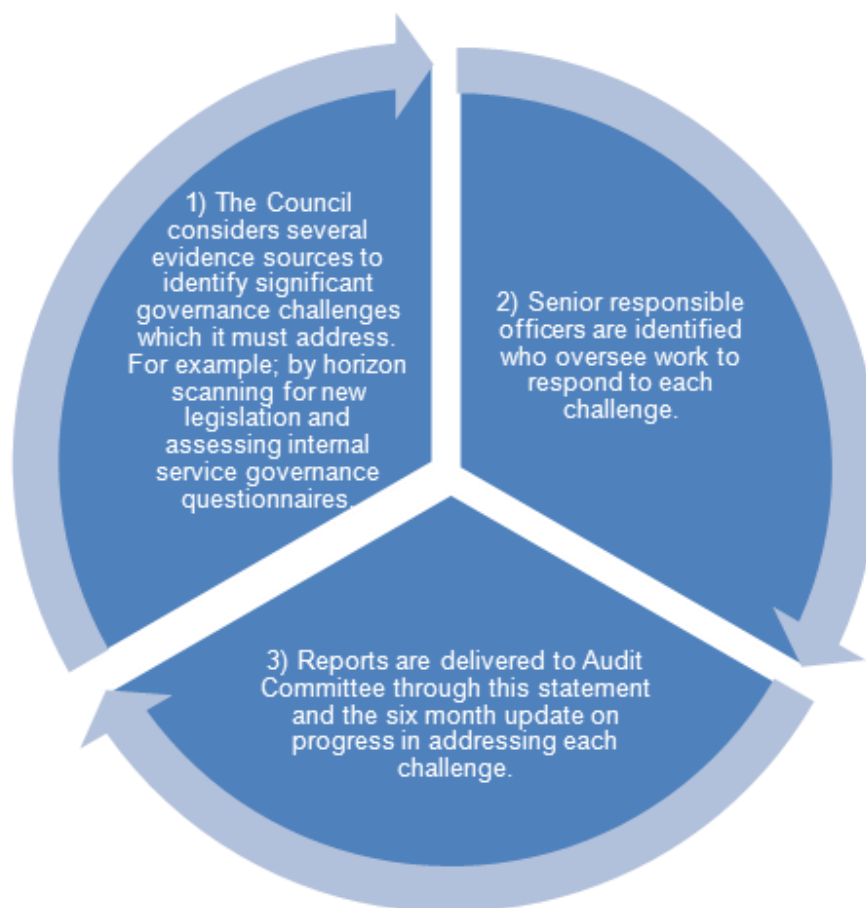 1) The Council
considers several
evidence sources to
identify significant
governance challenges
which it must address.
For example; by horizon
scanning for new
legislation and
assessing internal
service governance
questionnaires.
2) Senior responsible
officers are identified
who oversee work to
respond to each
challenge.
3) Reports are delivered to Audit
Committee through this statement
and the six month update on
progress in addressing each
challenge.